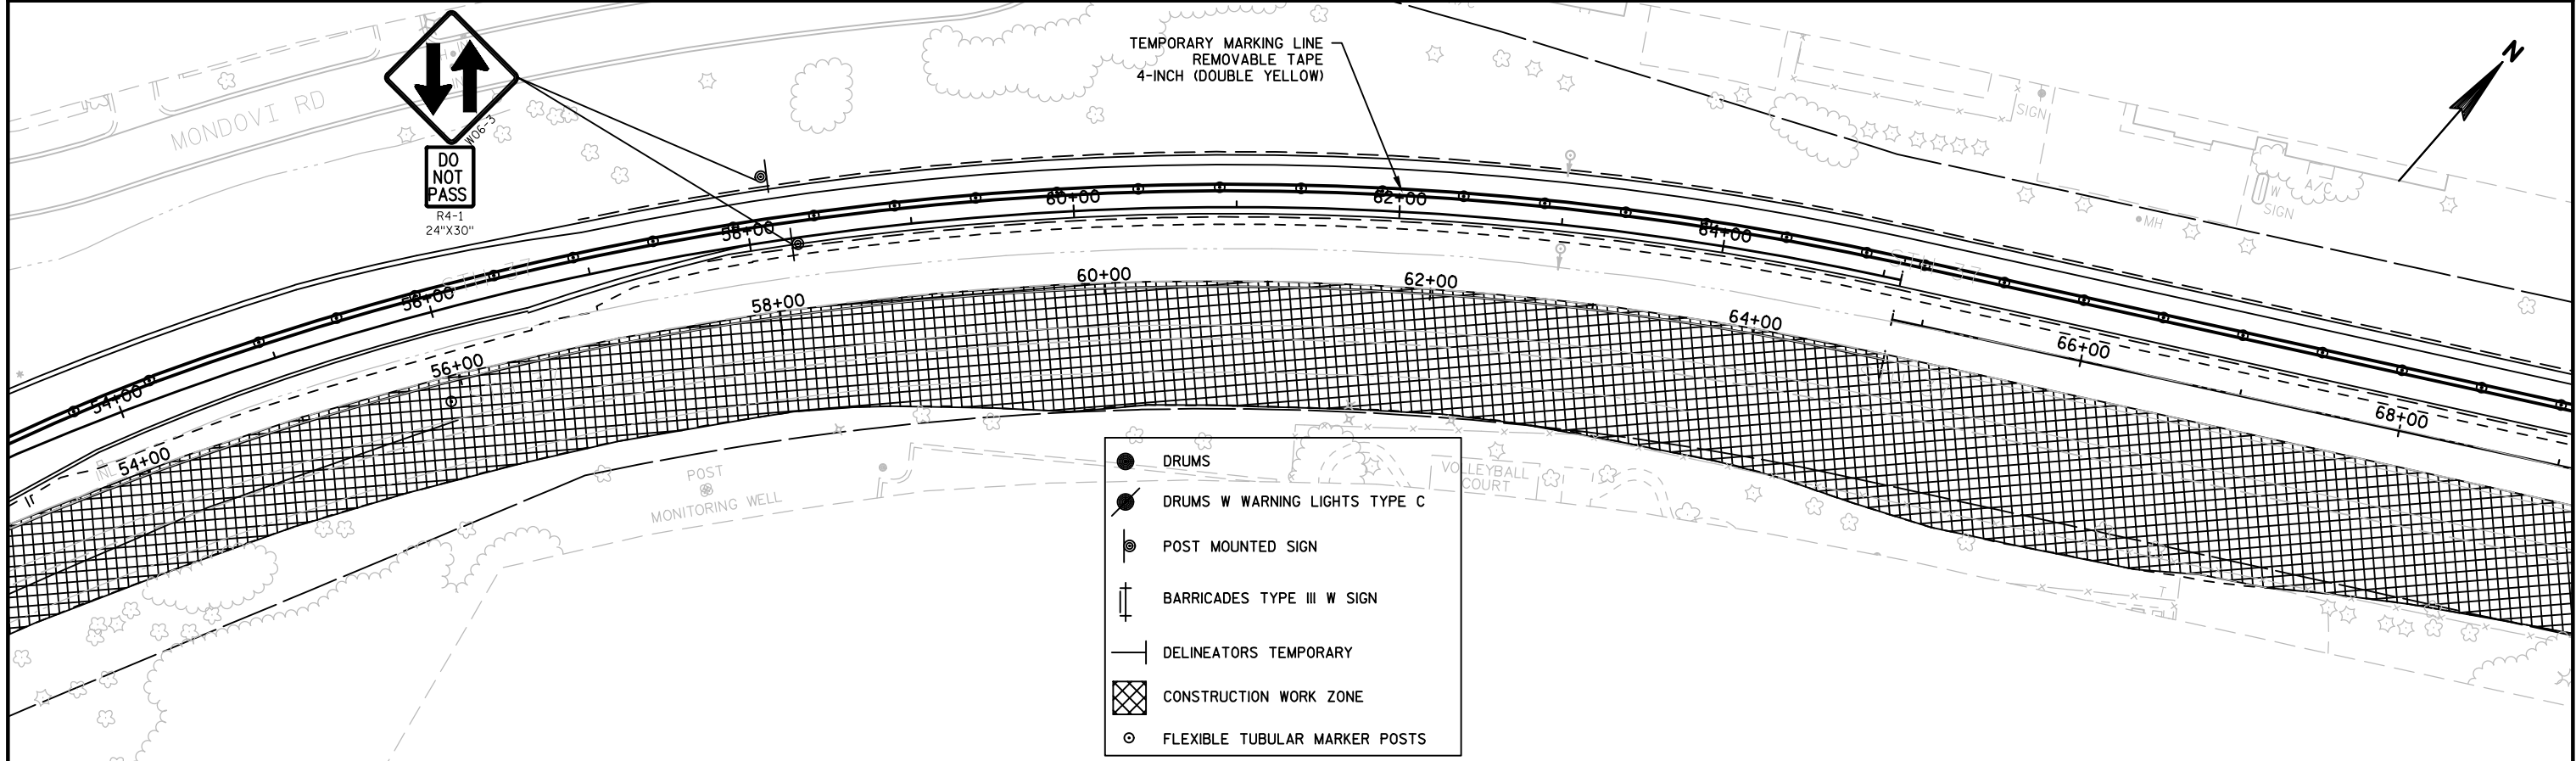 MONDOVI RD
W06-3
DO
NOT
PASS
R4-1
24"X30"
TEMPORARY MARKING LINE
REMOVABLE TAPE
4-INCH (DOUBLE YELLOW)
N
SIGN
A/C
W
SIGN
MH
54+00
56+00
58+00
60+00
62+00
64+00
STH 37
STH 37
54+00
56+00
58+00
60+00
62+00
64+00
66+00
68+00
POST
MONITORING WELL
VOLLEYBALL
COURT
T
DRUMS
DRUMS W WARNING LIGHTS TYPE C
POST MOUNTED SIGN
BARRICADES TYPE III W SIGN
DELINEATORS TEMPORARY
CONSTRUCTION WORK ZONE
FLEXIBLE TUBULAR MARKER POSTS